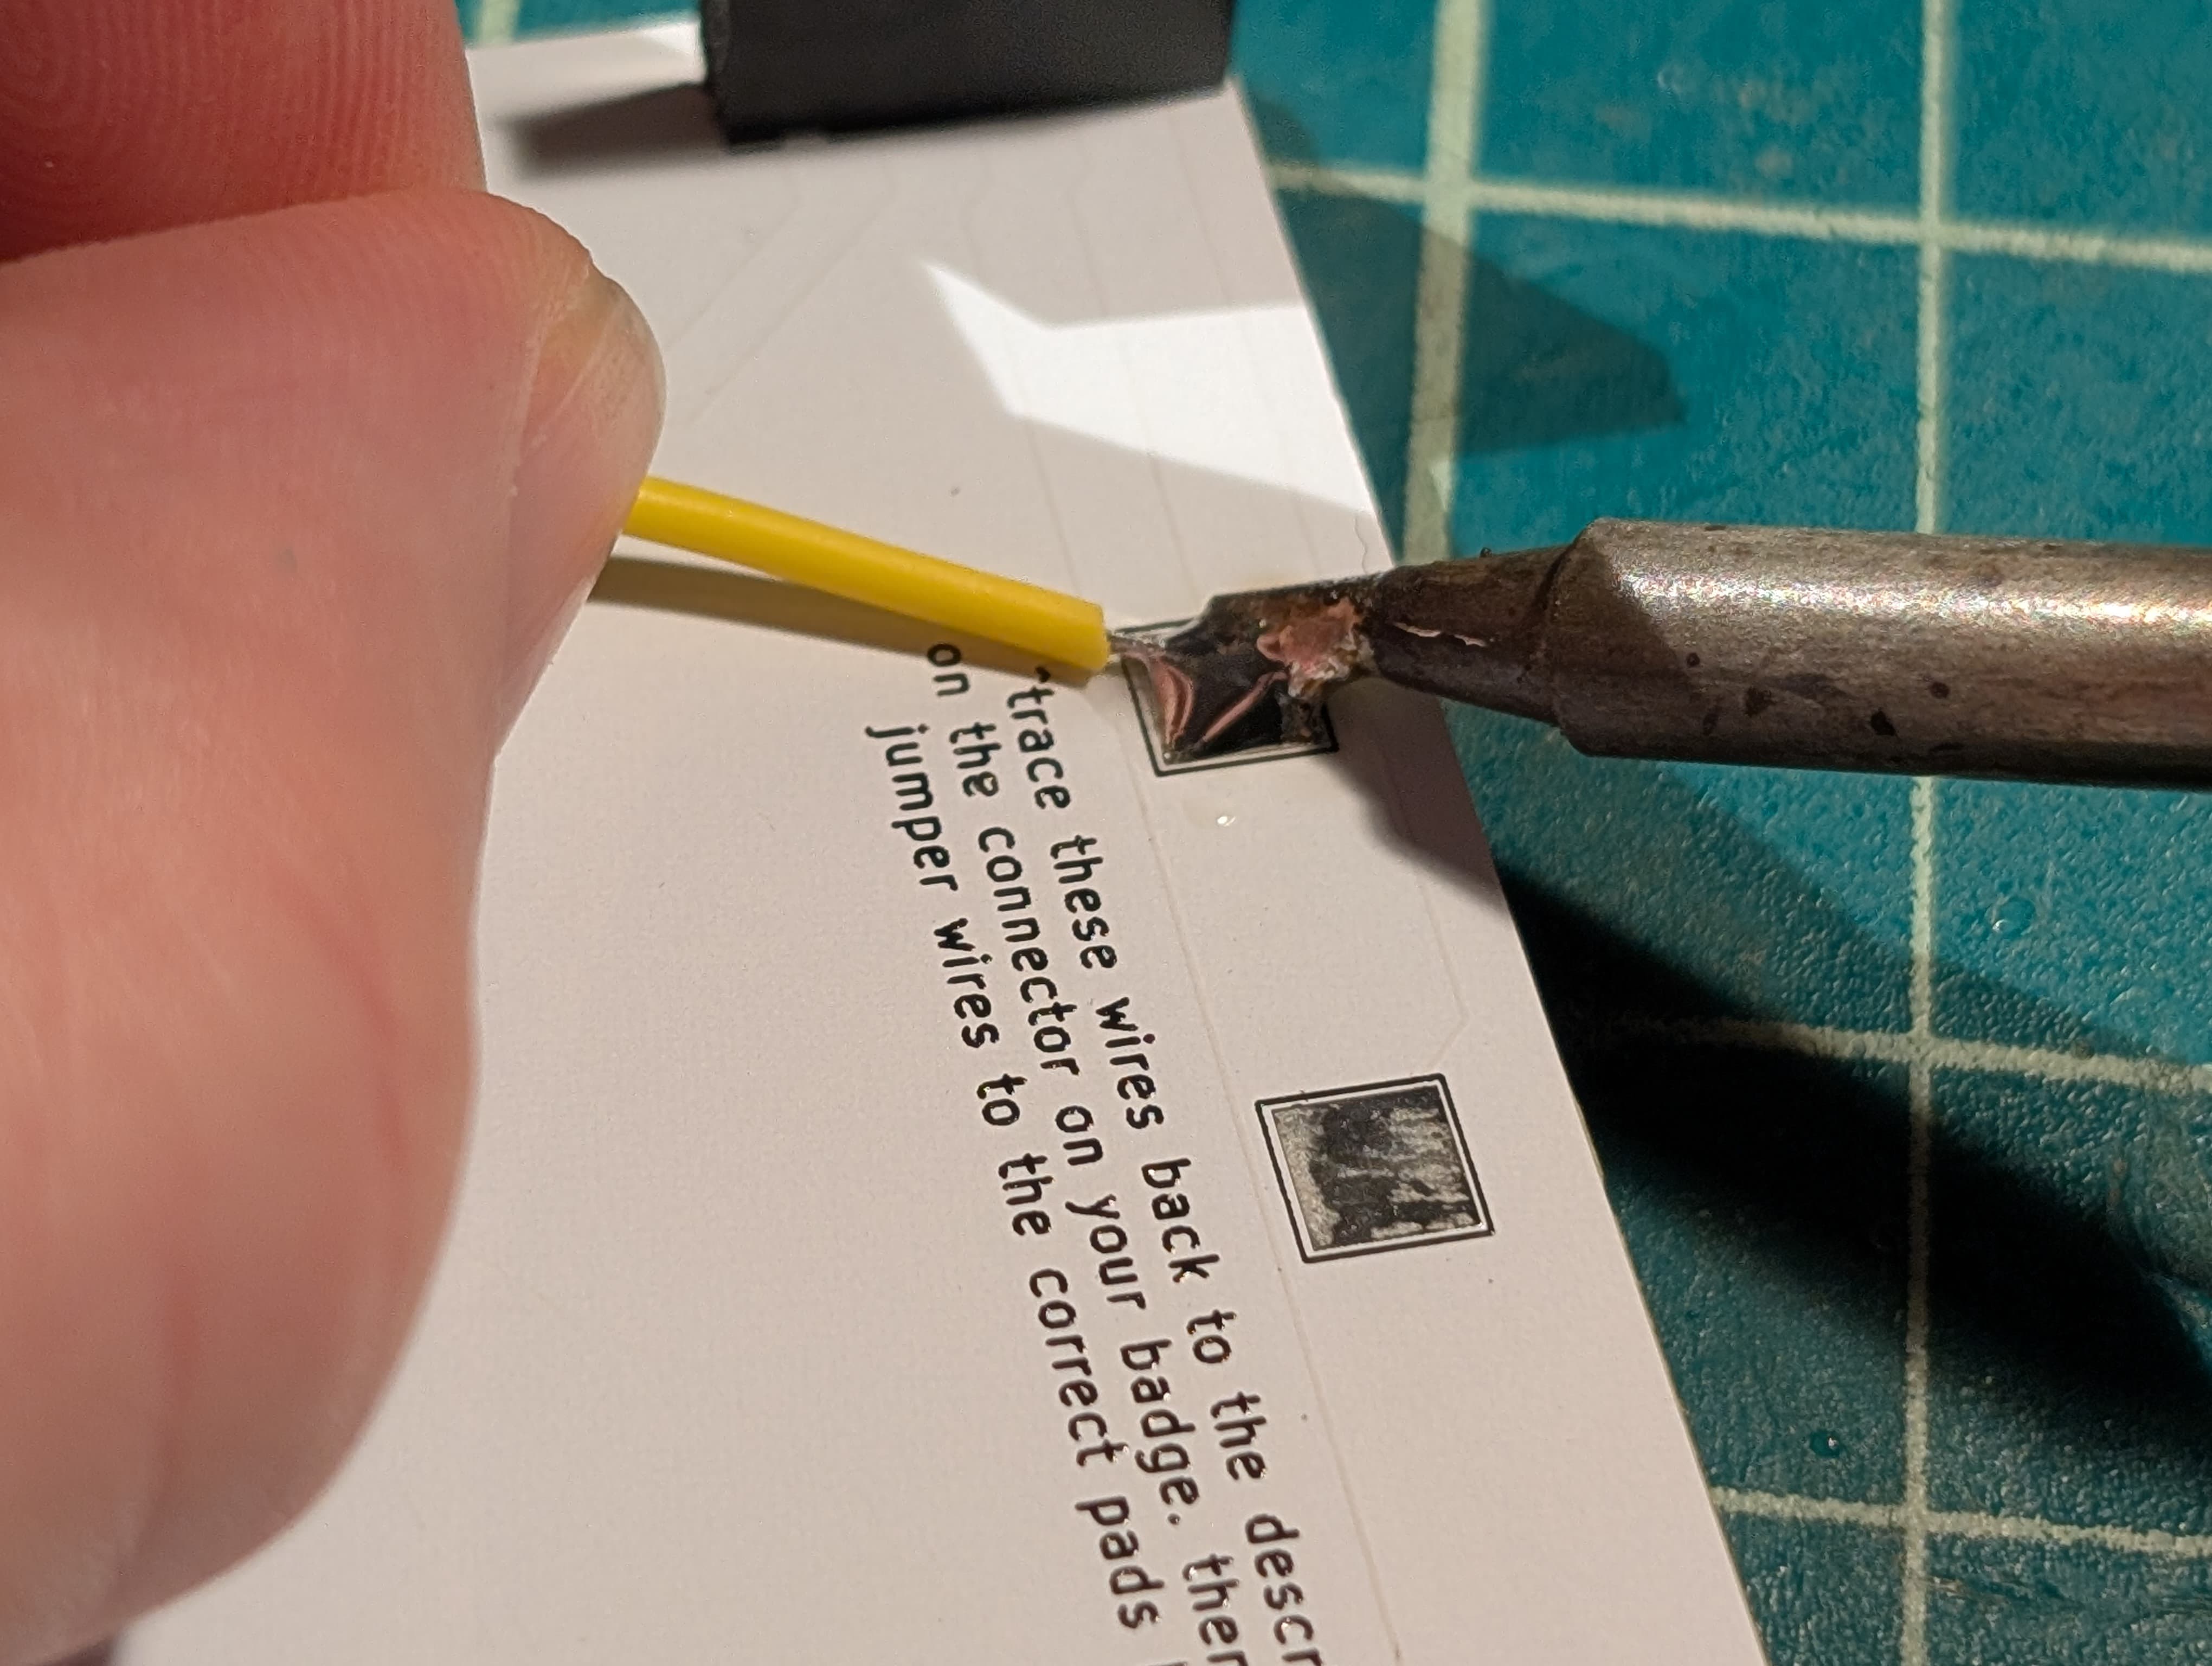 ^trace these wires back to the descr
on the connector on your badge. then
jumper wires to the correct pads